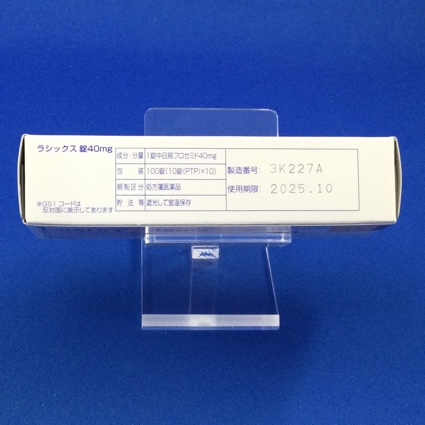 ラシックス 錠40mg
成分・分量 1錠中日局フロセミド40mg
包装 100錠(10錠(PTP)×10)
規制区分 処方箋医薬品
貯法 等 遮光して室温保存
製造番号: 3K227A
使用期限: 2025.10
※GS1コードは
反対面に表示してあります